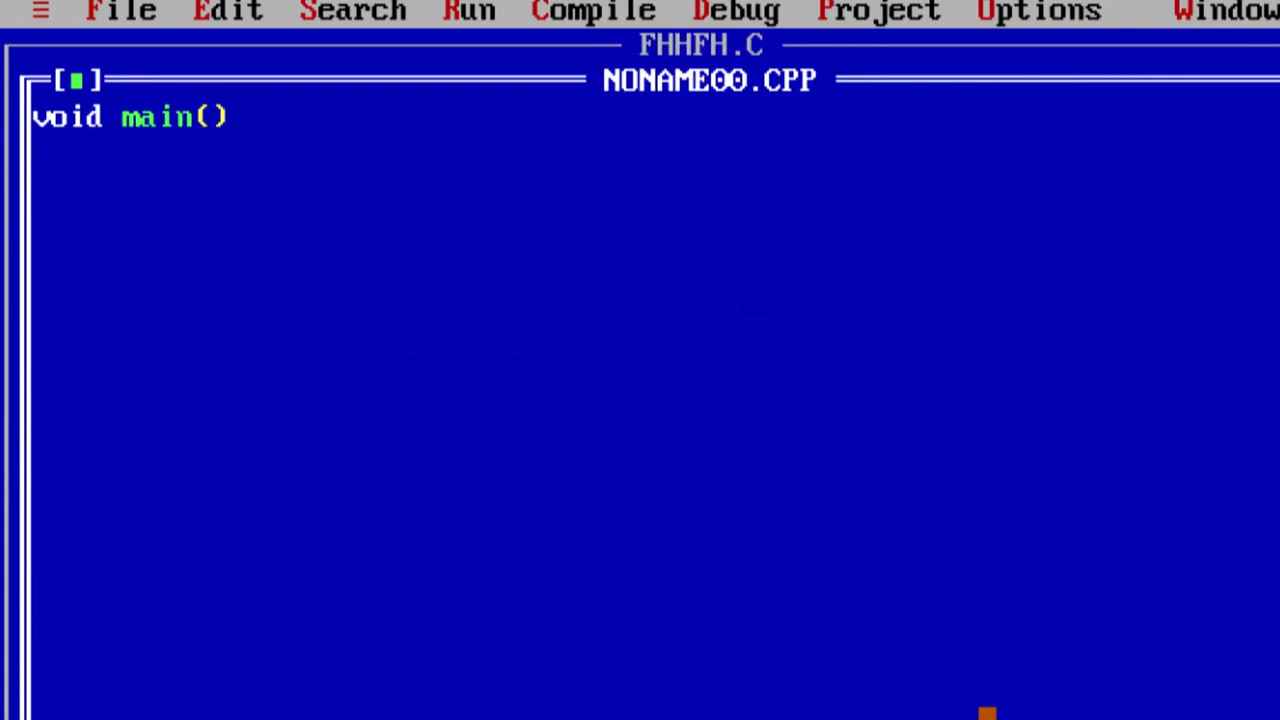 ≡ File Edit Search Run Compile Debug Project Options Window
FHHFH.C
[■] NONAME00.CPP
void main()